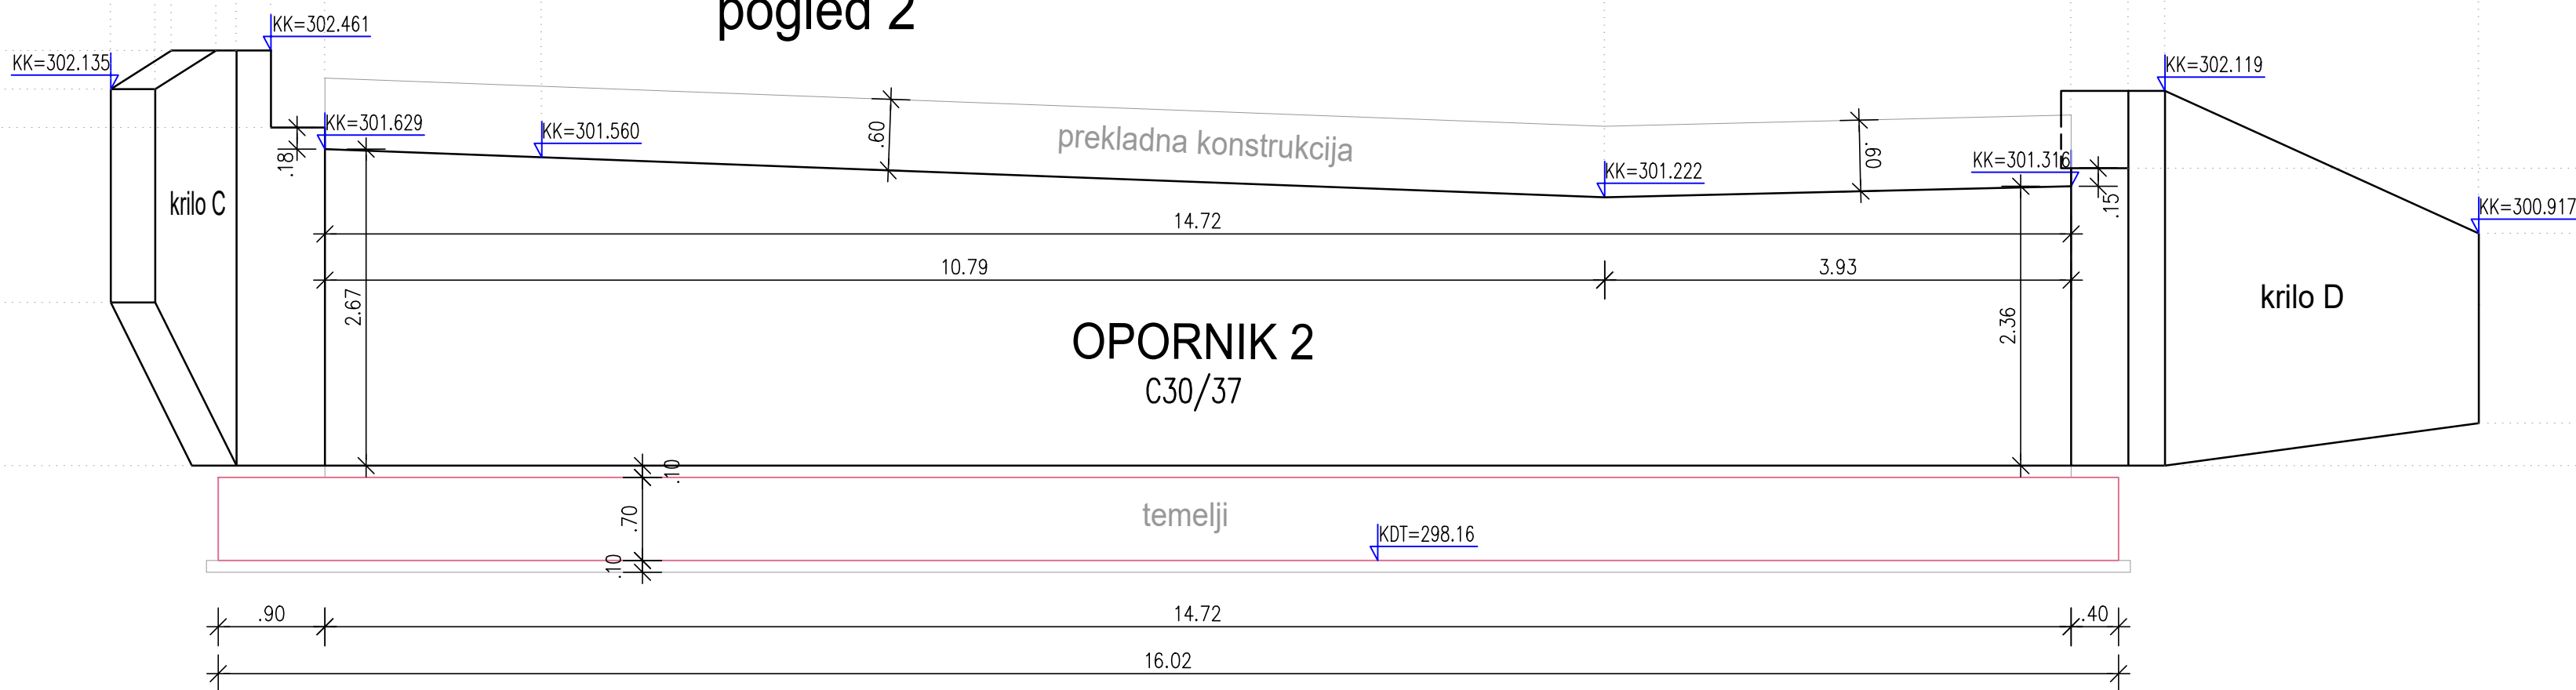 pogled 2
KK=302.461
KK=302.135
KK=302.119
KK=301.629
KK=301.560
.60
prekladna konstrukcija
.60
KK=301.222
KK=301.316
.18
.15
krilo C
KK=300.917
14.72
10.79
3.93
2.67
2.36
krilo D
OPORNIK 2
C30/37
.10
.70
temelji
KDT=298.16
.10
.90
14.72
.40
16.02